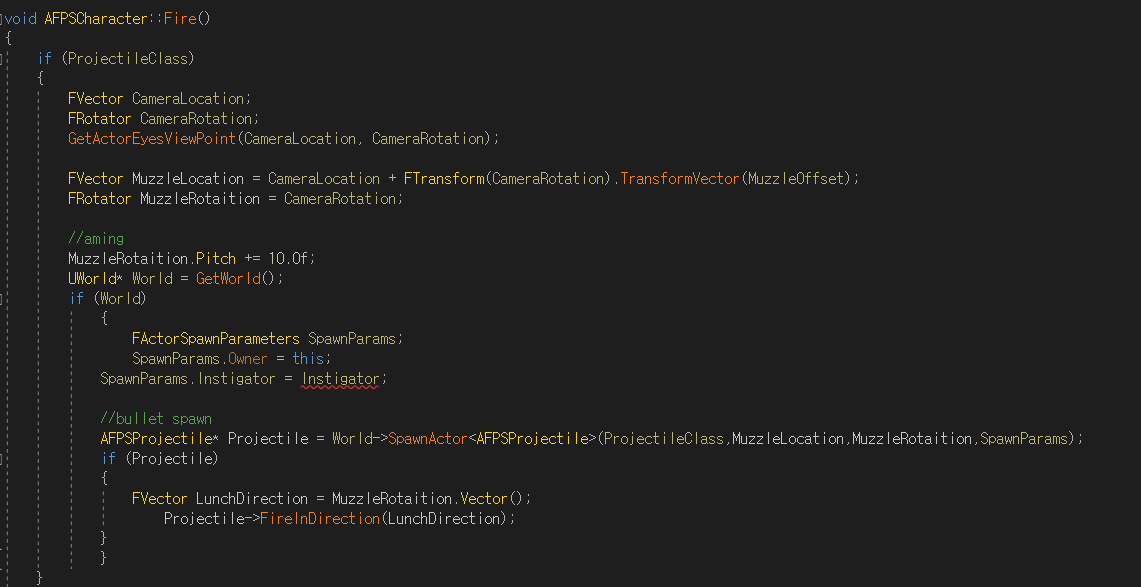 void AFPSCharacter::Fire()
{
if (ProjectileClass)
{
FVector CameraLocation;
FRotator CameraRotation;
GetActorEyesViewPoint(CameraLocation, CameraRotation);
FVector MuzzleLocation = CameraLocation + FTransform(CameraRotation).TransformVector(MuzzleOffset);
FRotator MuzzleRotaition = CameraRotation;
//aming
MuzzleRotaition.Pitch += 10.0f;
UWorld* World = GetWorld();
if (World)
{
FActorSpawnParameters SpawnParams;
SpawnParams.Owner = this;
SpawnParams.Instigator = Instigator;
//bullet spawn
AFPSProjectile* Projectile = World->SpawnActor<AFPSProjectile>(ProjectileClass,MuzzleLocation,MuzzleRotaition,SpawnParams);
if (Projectile)
{
FVector LunchDirection = MuzzleRotaition.Vector();
Projectile->FireInDirection(LunchDirection);
}
}
}